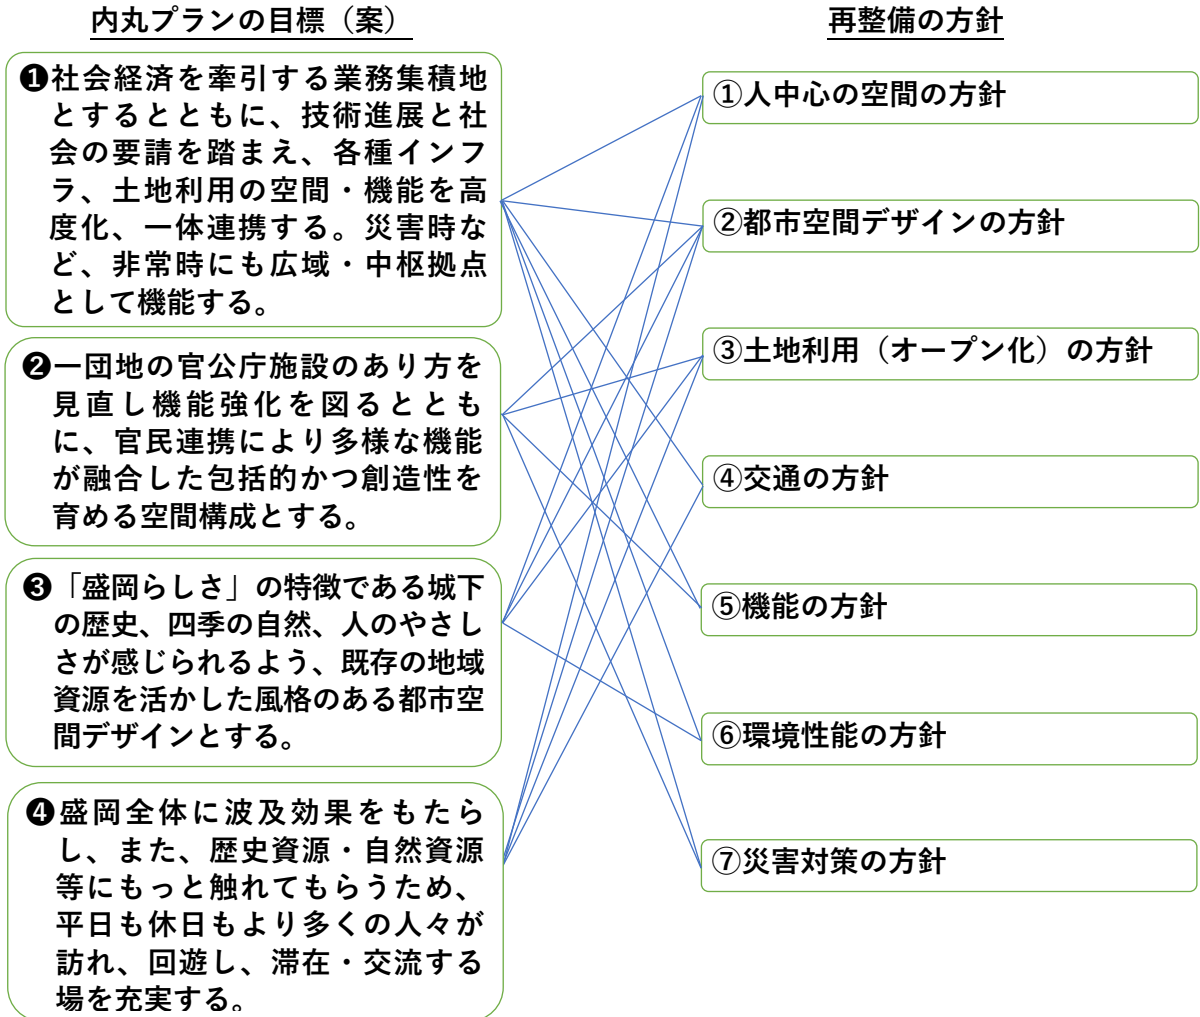 内丸プランの目標（案）
❶社会経済を牽引する業務集積地
とするとともに、技術進展と社
会の要請を踏まえ、各種インフ
ラ、土地利用の空間・機能を高
度化、一体連携する。災害時な
ど、非常時にも広域・中枢拠点
として機能する。
❷一団地の官公庁施設のあり方を
見直し機能強化を図るととも
に、官民連携により多様な機能
が融合した包括的かつ創造性を
育める空間構成とする。
❸「盛岡らしさ」の特徴である城下
の歴史、四季の自然、人のやさし
さが感じられるよう、既存の地域
資源を活かした風格のある都市空
間デザインとする。
❹盛岡全体に波及効果をもたら
し、また、歴史資源・自然資源
等にもっと触れてもらうため、
平日も休日もより多くの人々が
訪れ、回遊し、滞在・交流する
場を充実する。
再整備の方針
①人中心の空間の方針
②都市空間デザインの方針
③土地利用（オープン化）の方針
④交通の方針
⑤機能の方針
⑥環境性能の方針
⑦災害対策の方針